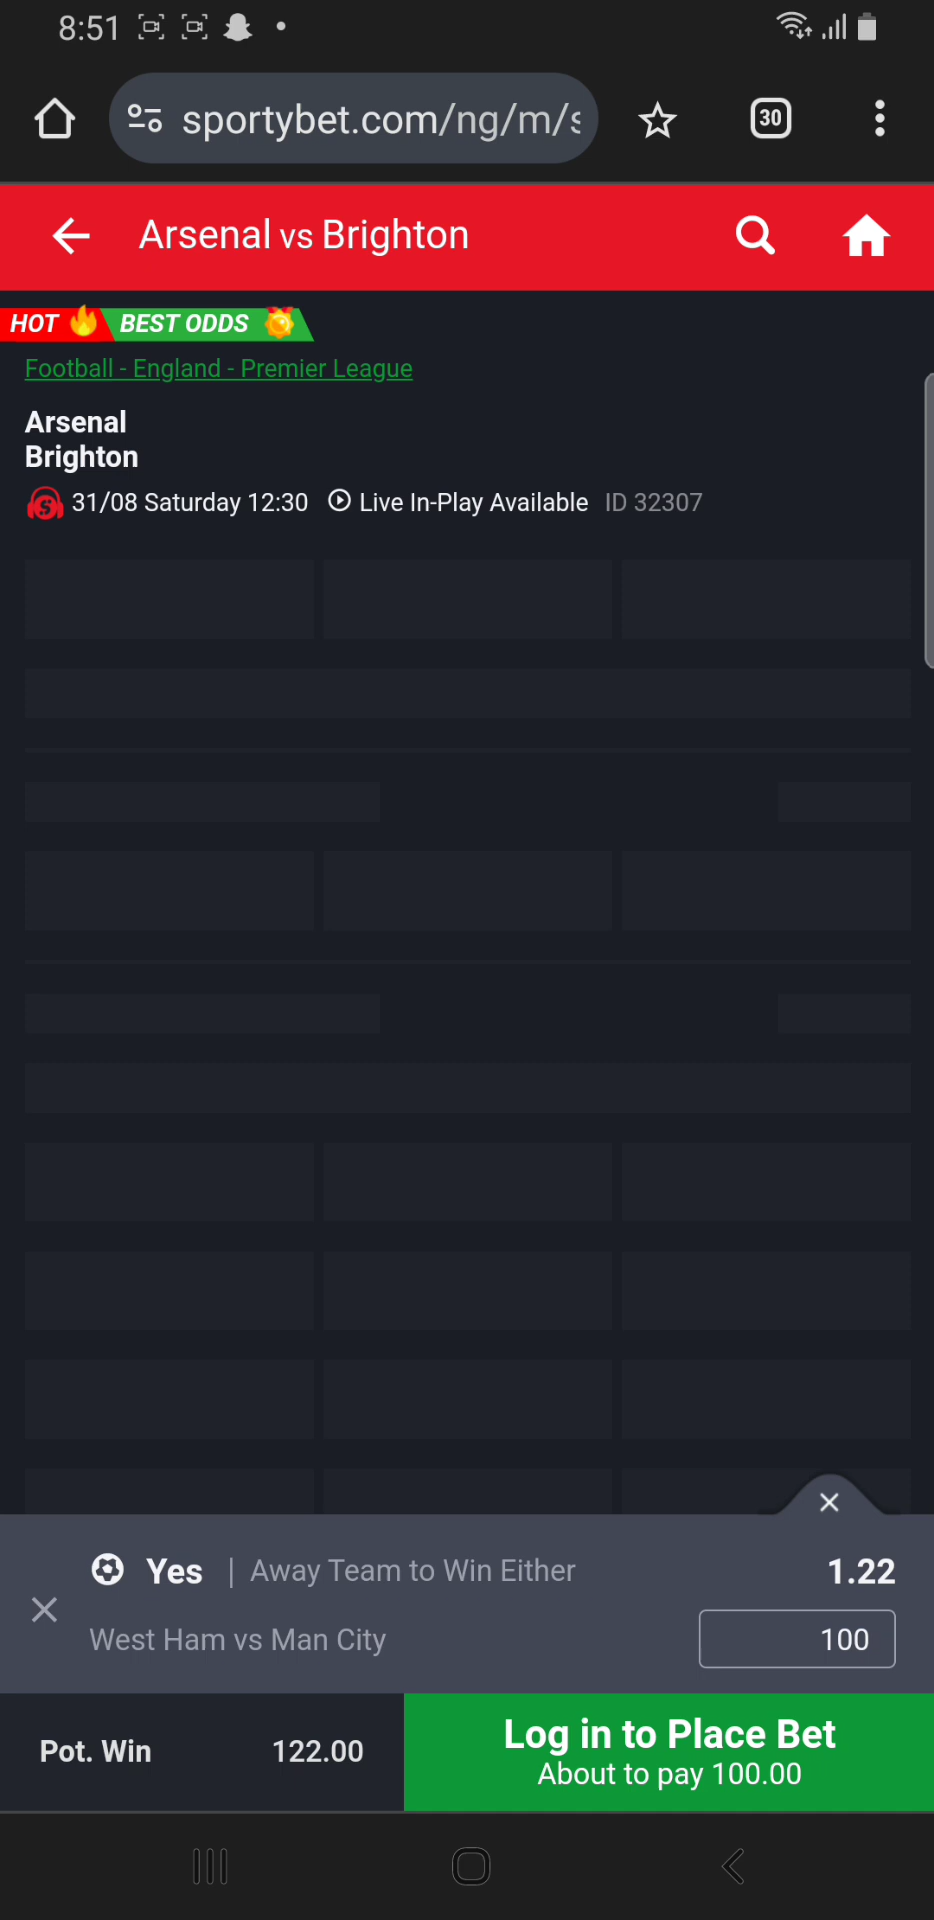 8:51
sportybet.com/ng/m/s
30
Arsenal vs Brighton
HOT BEST ODDS
Football - England - Premier League
Arsenal
Brighton
31/08 Saturday 12:30 Live In-Play Available ID 32307
Yes | Away Team to Win Either 1.22
West Ham vs Man City 100
Pot. Win 122.00
Log in to Place Bet
About to pay 100.00